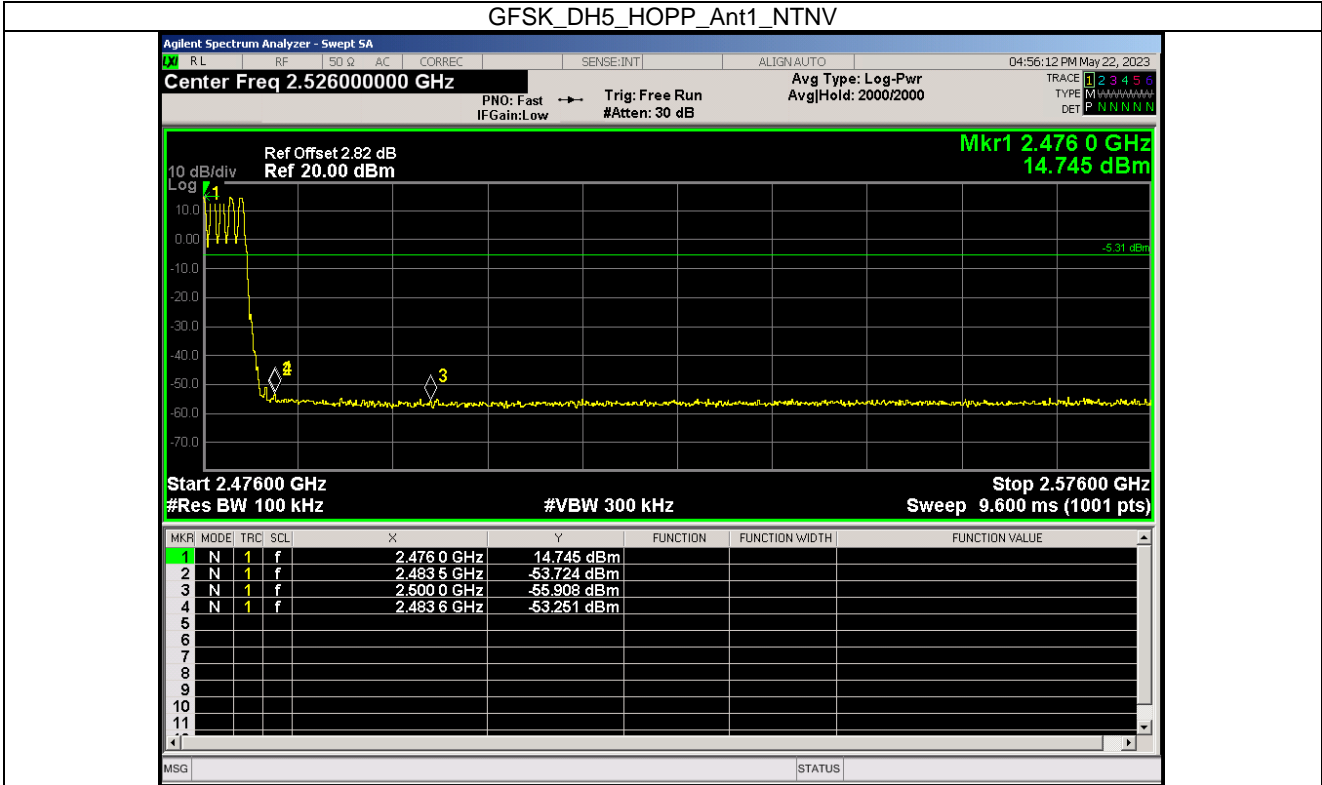 GFSK_DH5_HOPP_Ant1_NTNV
Agilent Spectrum Analyzer - Swept SA
LXI RL RF 50 Ω AC CORREC SENSE:INT ALIGN AUTO 04:56:12 PM May 22, 2023
Center Freq 2.526000000 GHz
PNO: Fast
IFGain:Low
Trig: Free Run
#Atten: 30 dB
Avg Type: Log-Pwr
Avg|Hold: 2000/2000
TRACE 1 2 3 4 5 6
TYPE M
DET P N N N N N
Mkr1 2.476 0 GHz
14.745 dBm
Ref Offset 2.82 dB
10 dB/div Ref 20.00 dBm
Log
1
10.0
0.00
-5.31 dBm
-10.0
-20.0
-30.0
-40.0
3
-50.0
-60.0
-70.0
Start 2.47600 GHz Stop 2.57600 GHz
#Res BW 100 kHz #VBW 300 kHz Sweep 9.600 ms (1001 pts)
MKR MODE TRC SCL X Y FUNCTION FUNCTION WIDTH FUNCTION VALUE
1 N 1 f 2.476 0 GHz 14.745 dBm
2 N 1 f 2.483 5 GHz -53.724 dBm
3 N 1 f 2.500 0 GHz -55.908 dBm
4 N 1 f 2.483 6 GHz -53.251 dBm
5
6
7
8
9
10
11
MSG STATUS